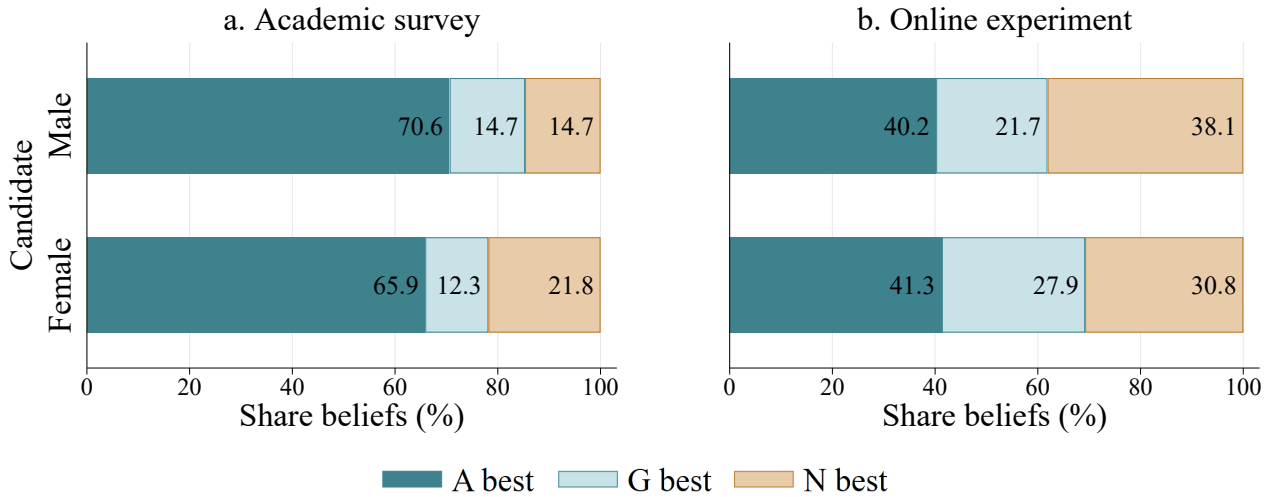 a. Academic survey
Candidate
Male
70.6 14.7 14.7
Female
65.9 12.3 21.8
0 20 40 60 80 100
Share beliefs (%)
b. Online experiment
40.2 21.7 38.1
41.3 27.9 30.8
0 20 40 60 80 100
Share beliefs (%)
A best G best N best